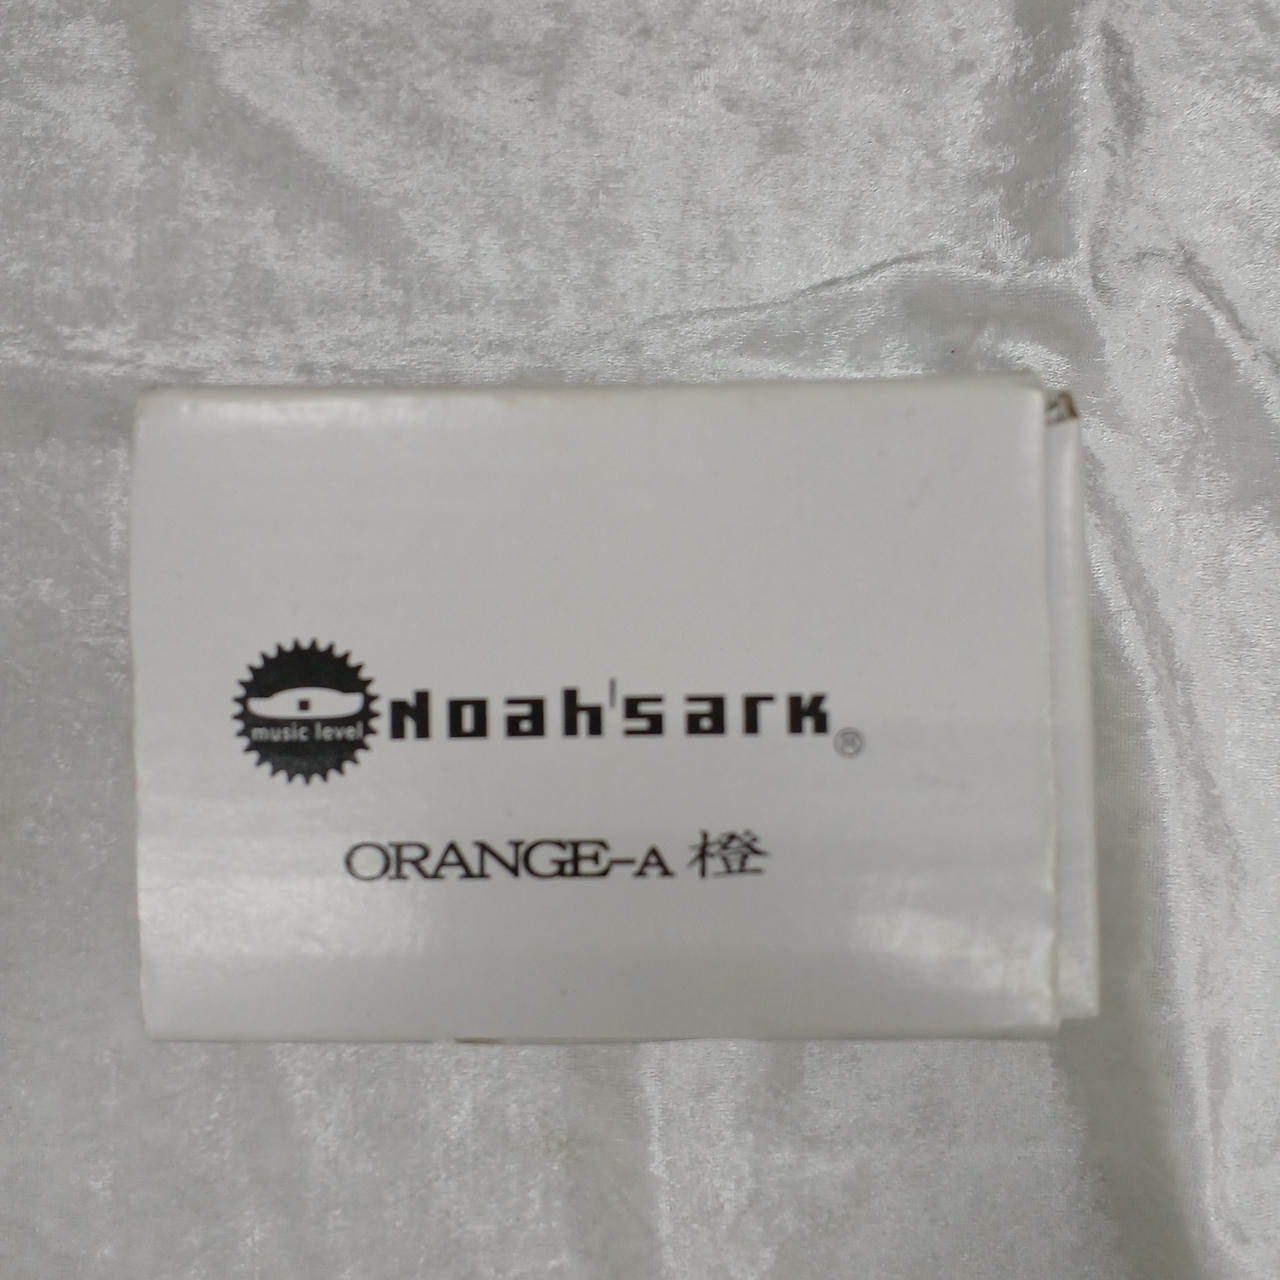 music level
Noah'sark®
ORANGE-A 橙